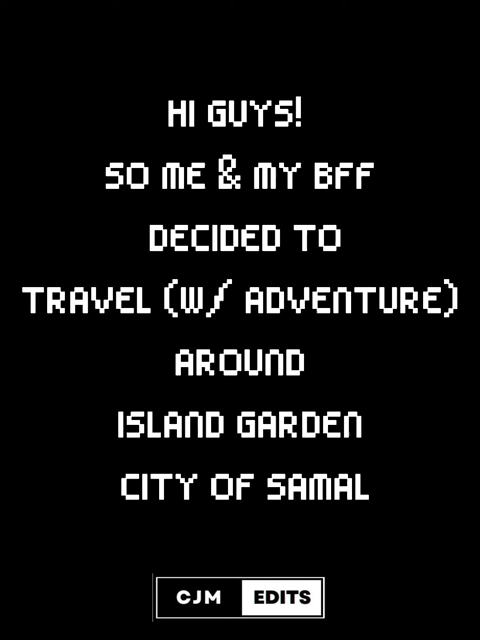 HI GUYS!
SO ME & MY BFF
DECIDED TO
TRAVEL (W/ ADVENTURE)
AROUND
ISLAND GARDEN
CITY OF SAMAL
CJM EDITS